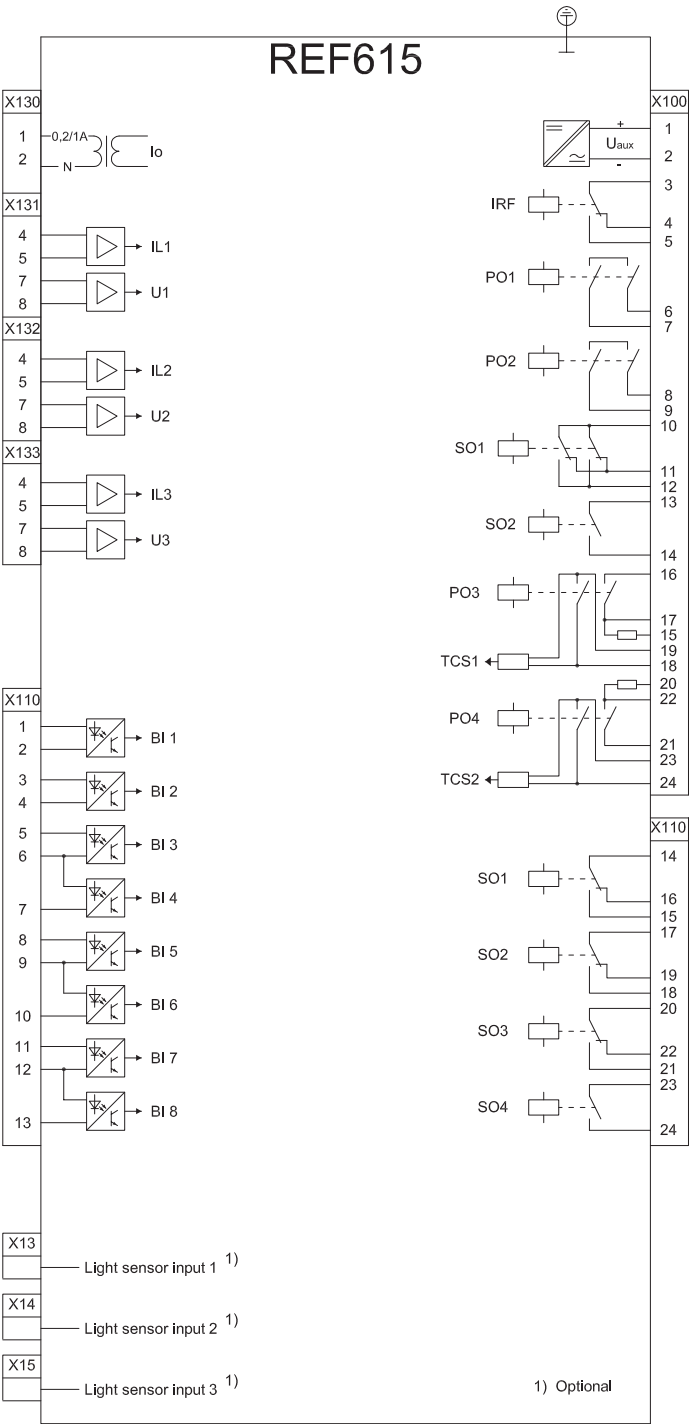 REF615
X130
1
0,2/1A
2
N
Io
X131
4
5
IL1
7
8
U1
X132
4
5
IL2
7
8
U2
X133
4
5
IL3
7
8
U3
X110
1
2
BI 1
3
4
BI 2
5
6
BI 3
7
BI 4
8
9
BI 5
10
BI 6
11
12
BI 7
13
BI 8
X13
Light sensor input 1 1)
X14
Light sensor input 2 1)
X15
Light sensor input 3 1)
X100
+
1
Uaux
2
-
3
IRF
4
5
PO1
6
7
PO2
8
9
10
SO1
11
12
13
SO2
14
16
PO3
17
15
19
TCS1
18
20
22
PO4
21
23
TCS2
24
X110
14
SO1
16
15
17
SO2
19
18
20
SO3
22
21
23
SO4
24
1) Optional